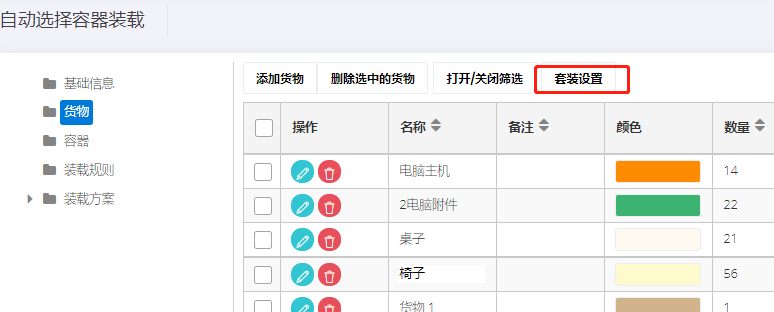 自动选择容器装载
基础信息
货物
容器
装载规则
装载方案
添加货物 删除选中的货物 打开/关闭筛选 套装设置
操作 名称 备注 颜色 数量
电脑主机 14
2电脑附件 22
桌子 21
椅子 56
货物 1 1